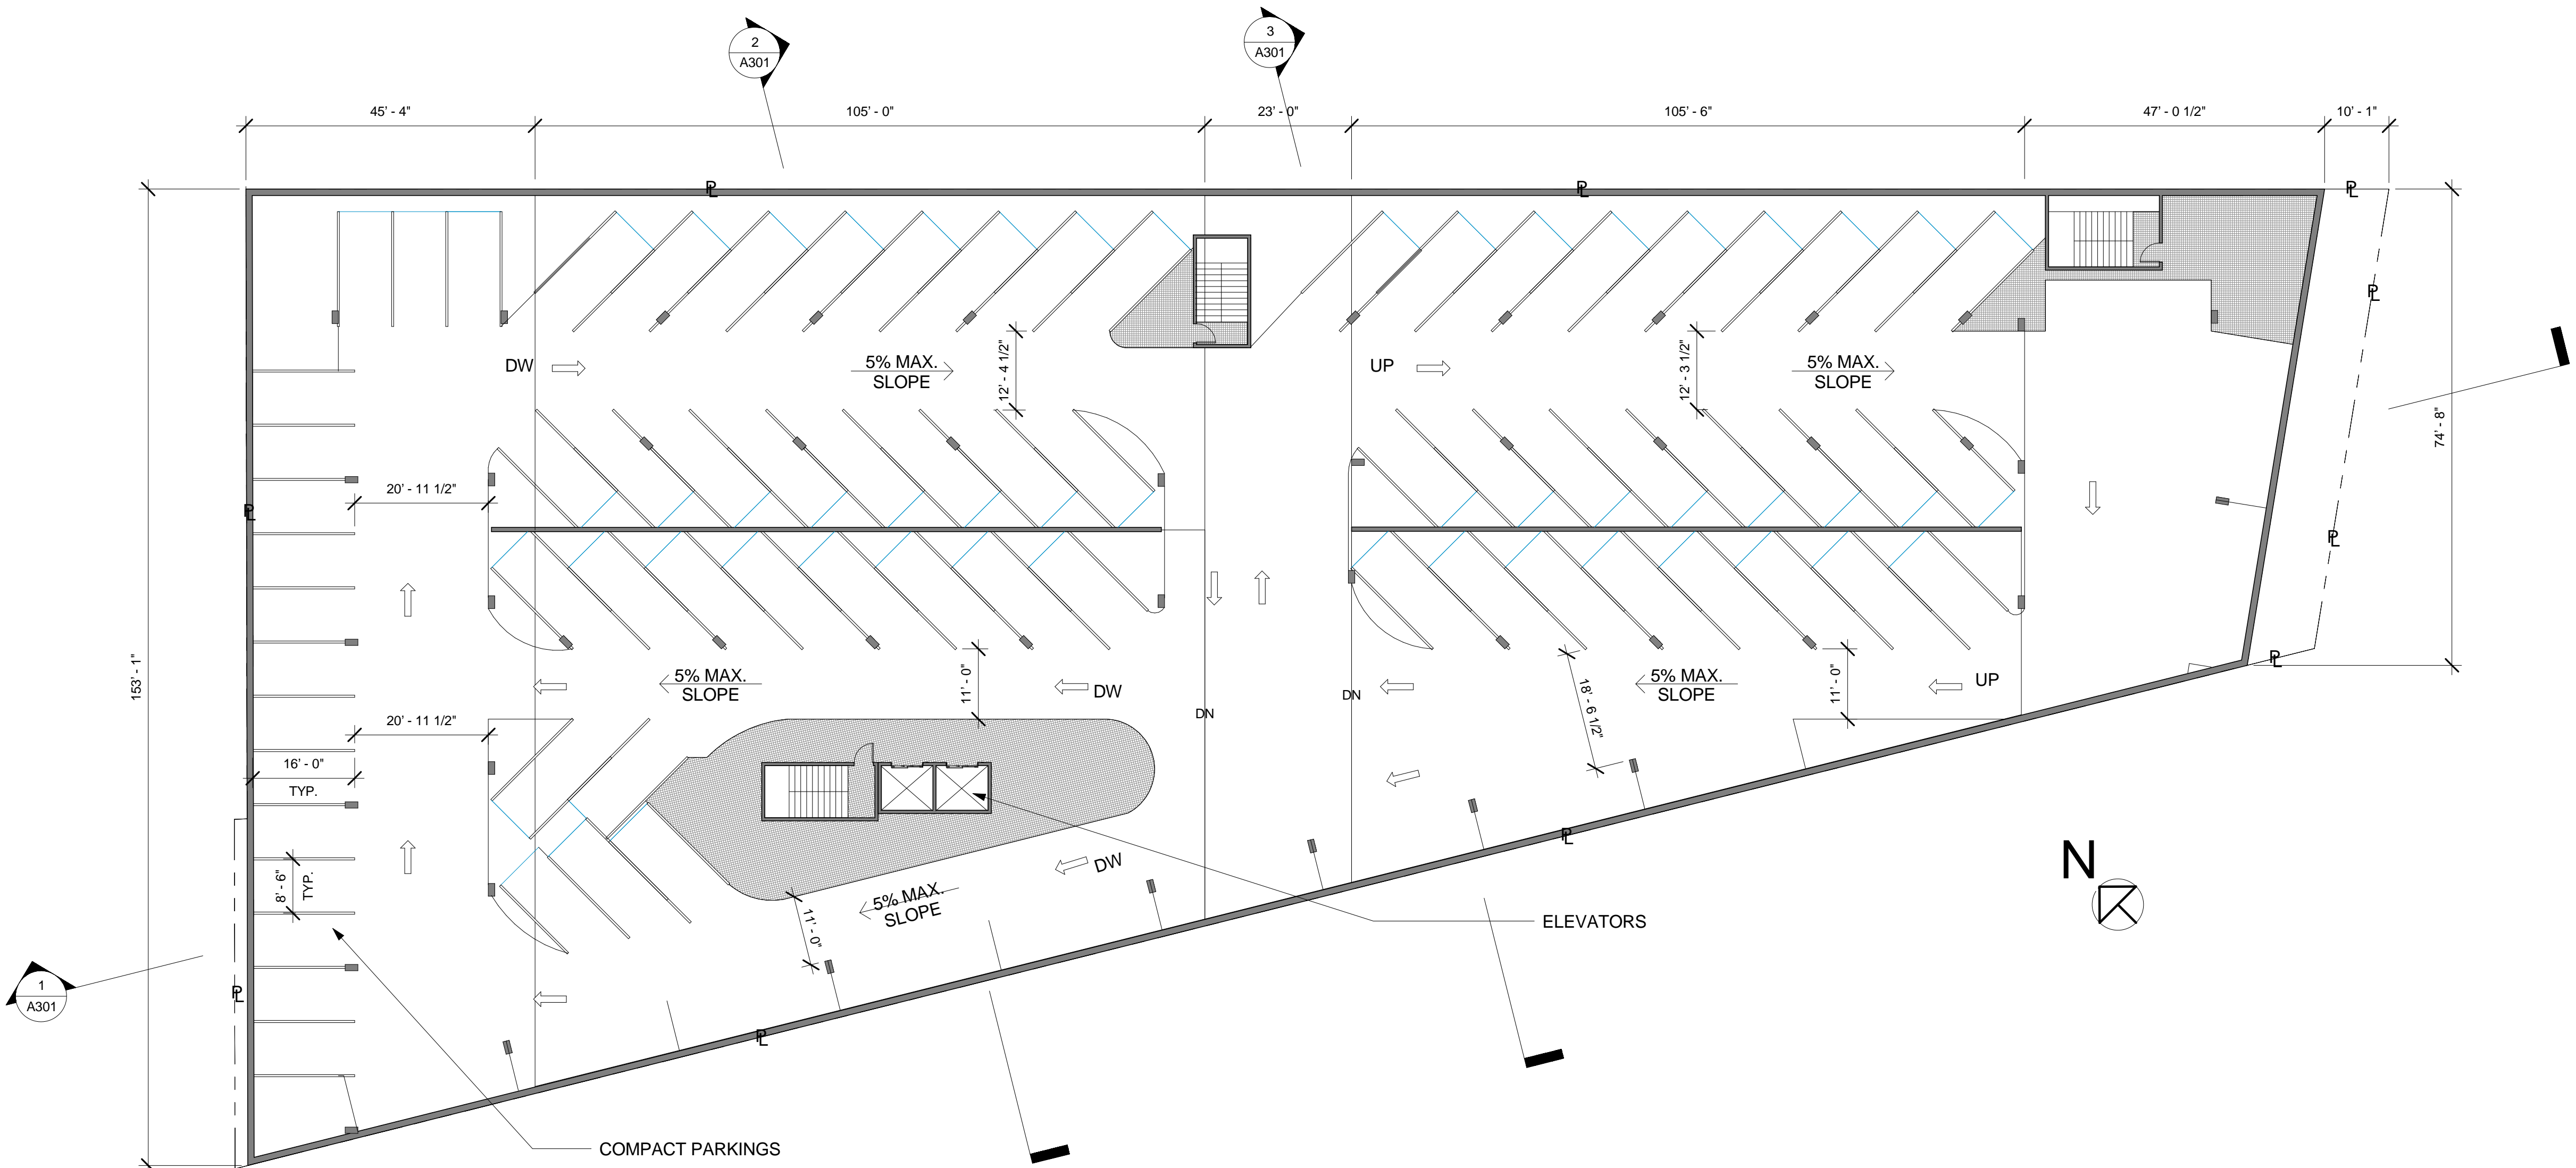 2
A301
3
A301
45' - 4"
105' - 0"
23' - 0"
105' - 6"
47' - 0 1/2"
10' - 1"
PL
PL
PL
PL
DW
5% MAX.
SLOPE
12' - 4 1/2"
UP
12' - 3 1/2"
5% MAX.
SLOPE
74' - 8"
20' - 11 1/2"
PL
PL
153' - 1"
5% MAX.
SLOPE
11' - 0"
DW
DN
DN
18' - 6 1/2"
5% MAX.
SLOPE
11' - 0"
UP
PL
20' - 11 1/2"
16' - 0"
TYP.
8' - 6"
TYP.
DW
5% MAX.
SLOPE
11' - 0"
PL
N
ELEVATORS
1
A301
PL
PL
COMPACT PARKINGS